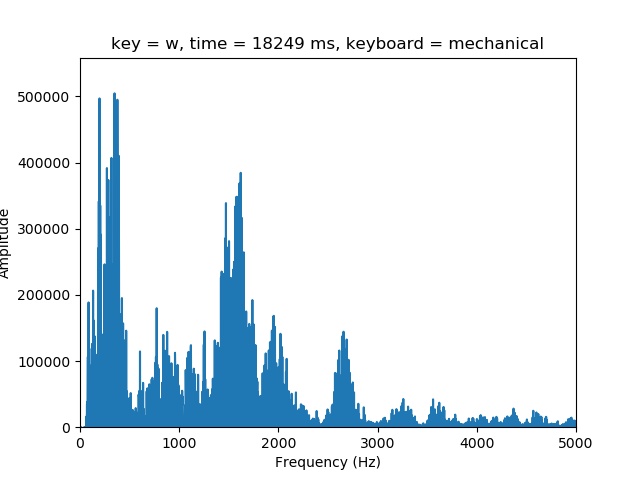 key = w, time = 18249 ms, keyboard = mechanical
500000
400000
300000
200000
100000
0
Amplitude
0 1000 2000 3000 4000 5000
Frequency (Hz)